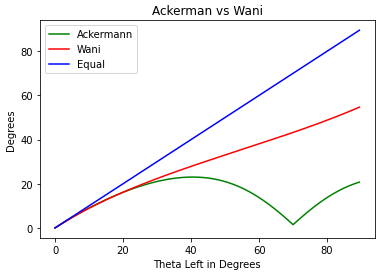 Ackerman vs Wani
Ackermann
Wani
Equal
Degrees
80
60
40
20
0
0 20 40 60 80
Theta Left in Degrees